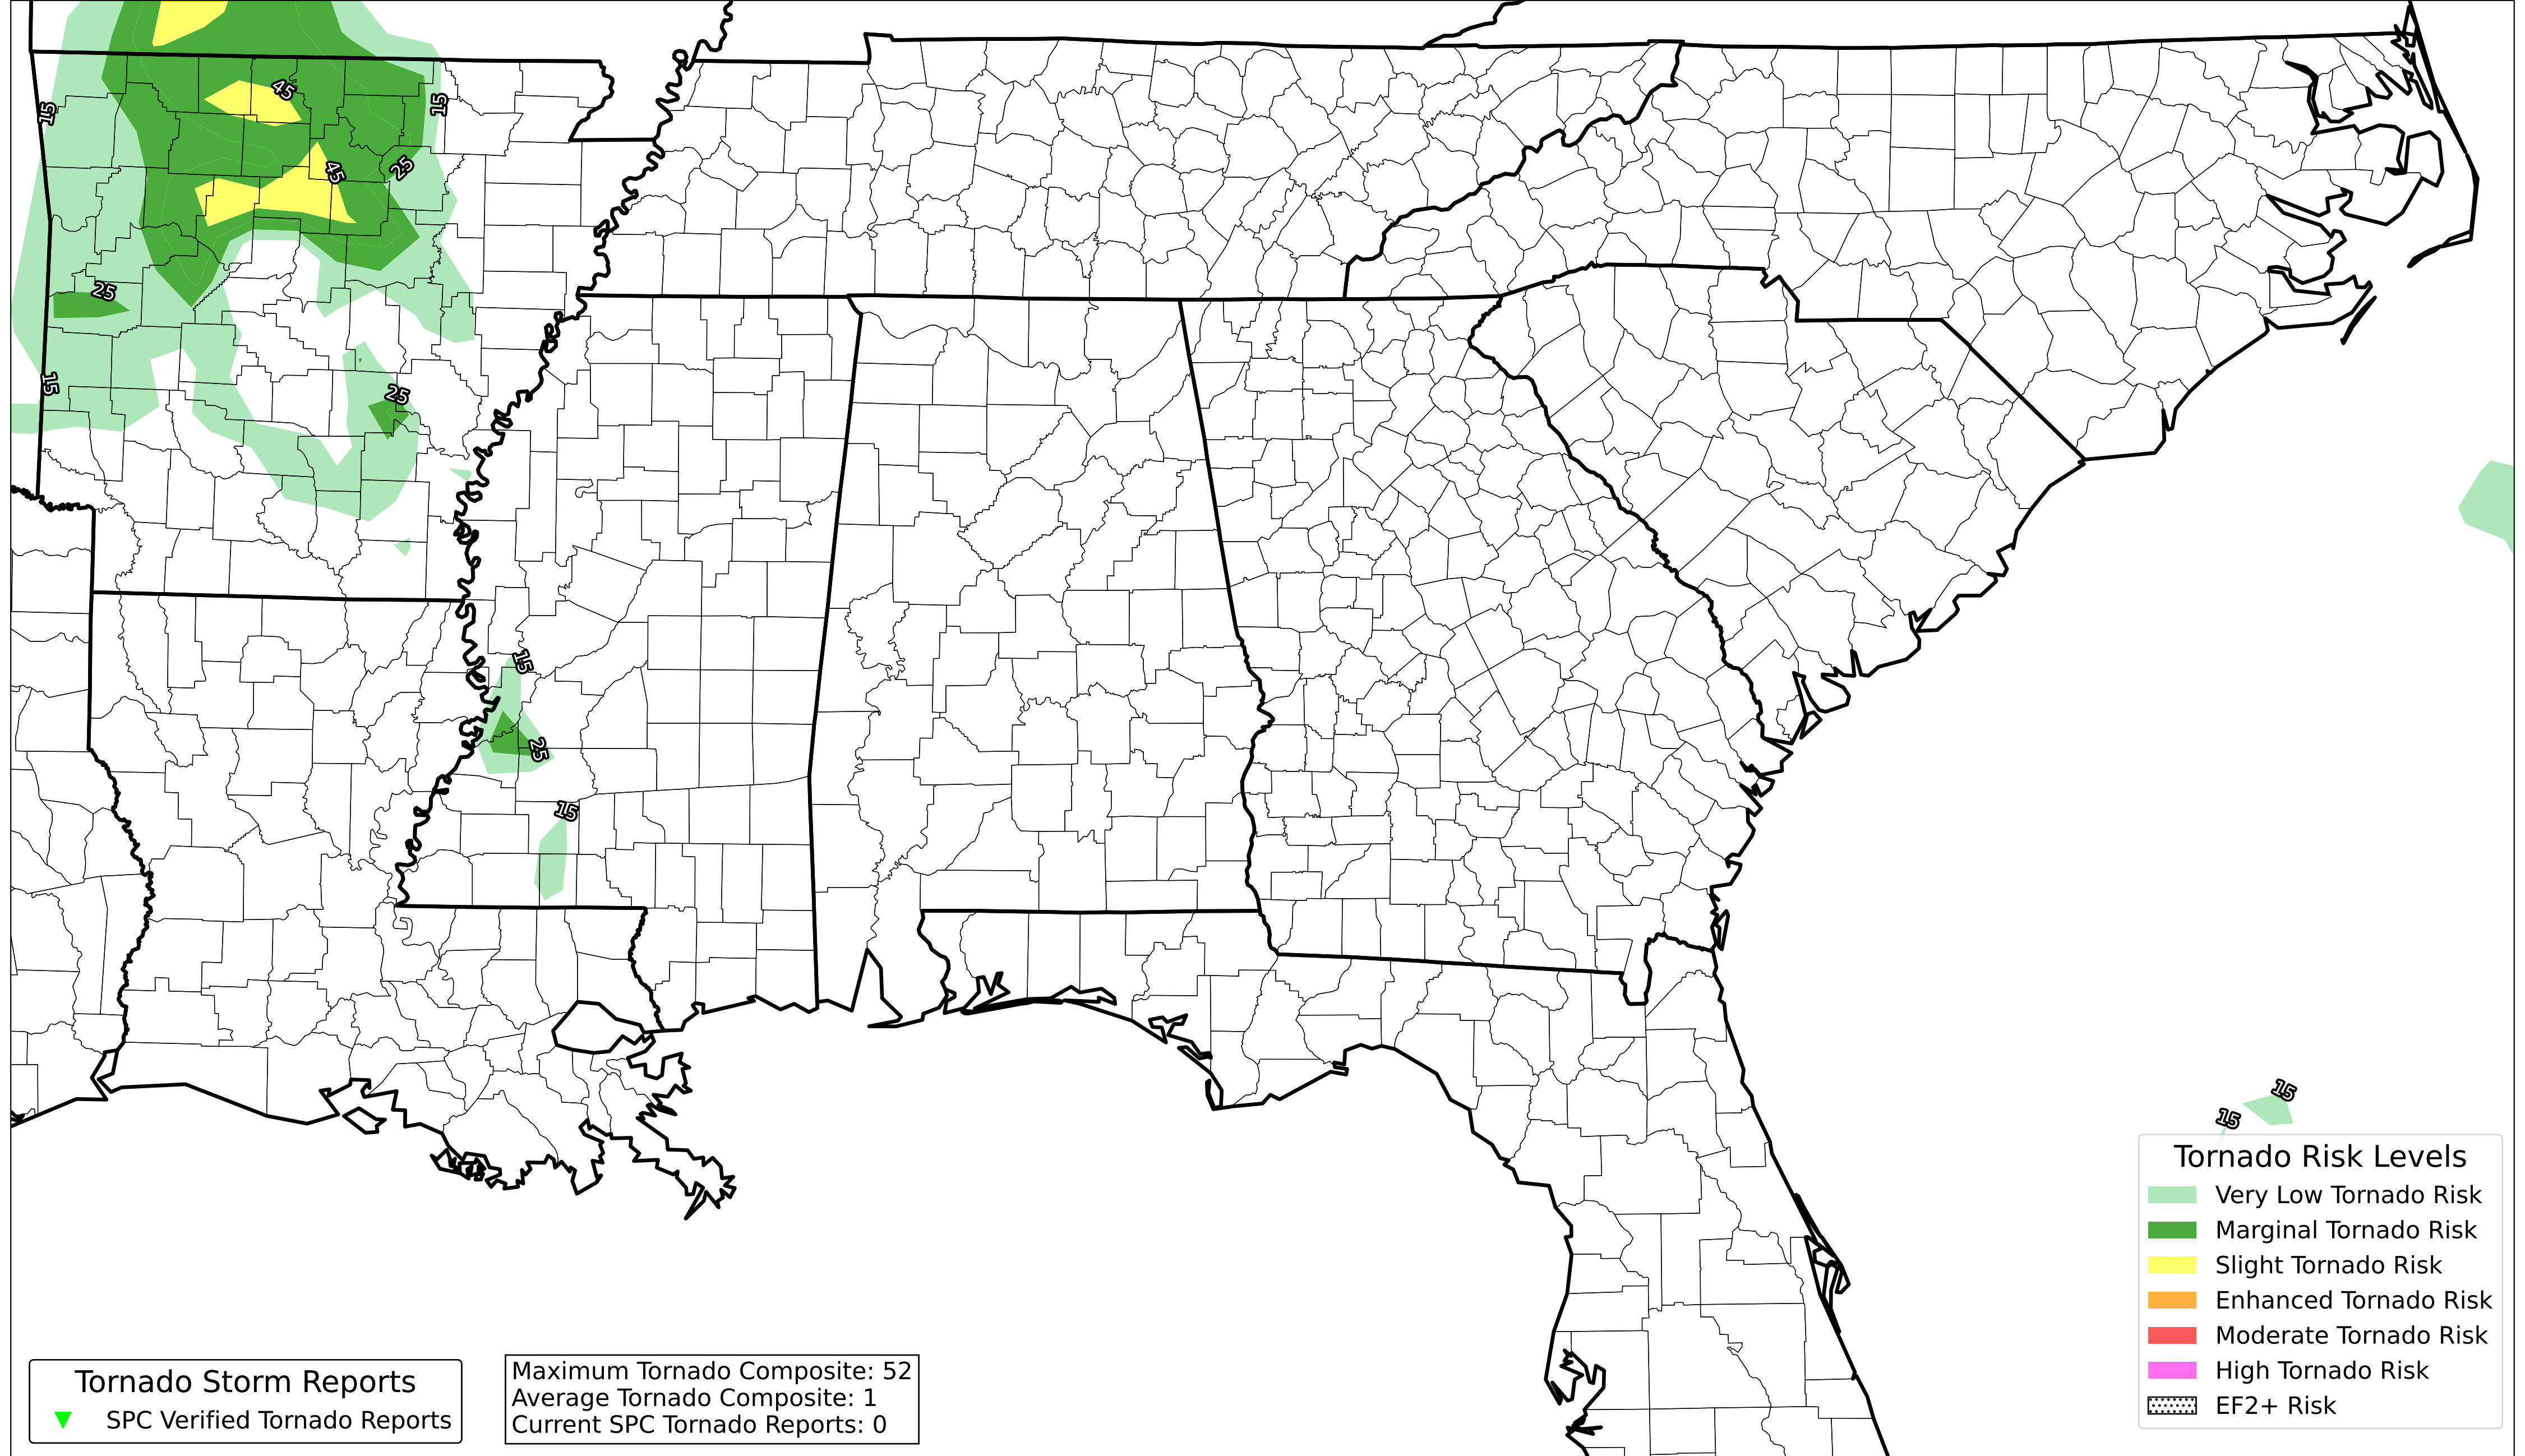 45
15
15
45
25
25
15
25
15
25
15
15
15
Tornado Risk Levels
Very Low Tornado Risk
Marginal Tornado Risk
Slight Tornado Risk
Enhanced Tornado Risk
Moderate Tornado Risk
High Tornado Risk
EF2+ Risk
Tornado Storm Reports
SPC Verified Tornado Reports
Maximum Tornado Composite: 52
Average Tornado Composite: 1
Current SPC Tornado Reports: 0